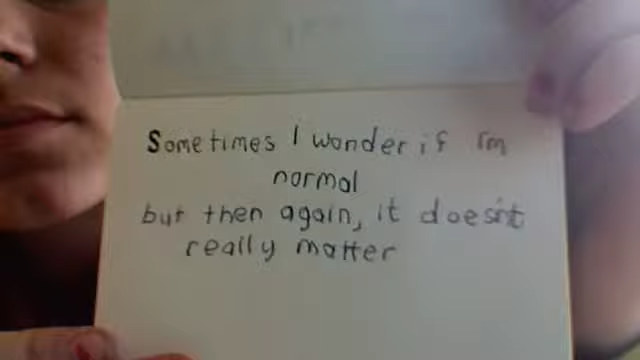 Sometimes I wonder if I'm
normal
but then again, it doesn't
really matter